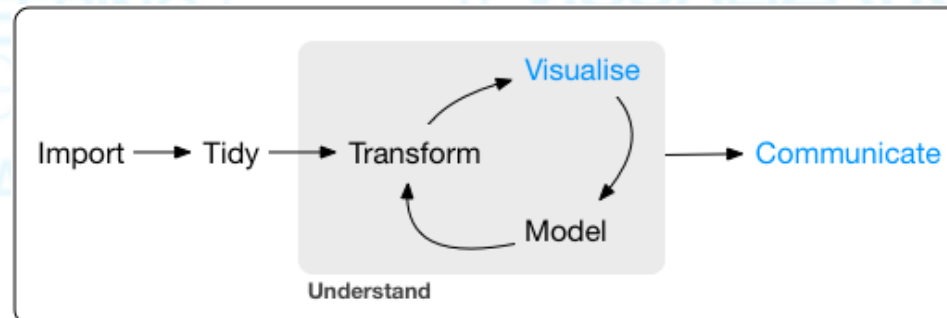 Visualise
Import Tidy Transform Communicate
Model
Understand